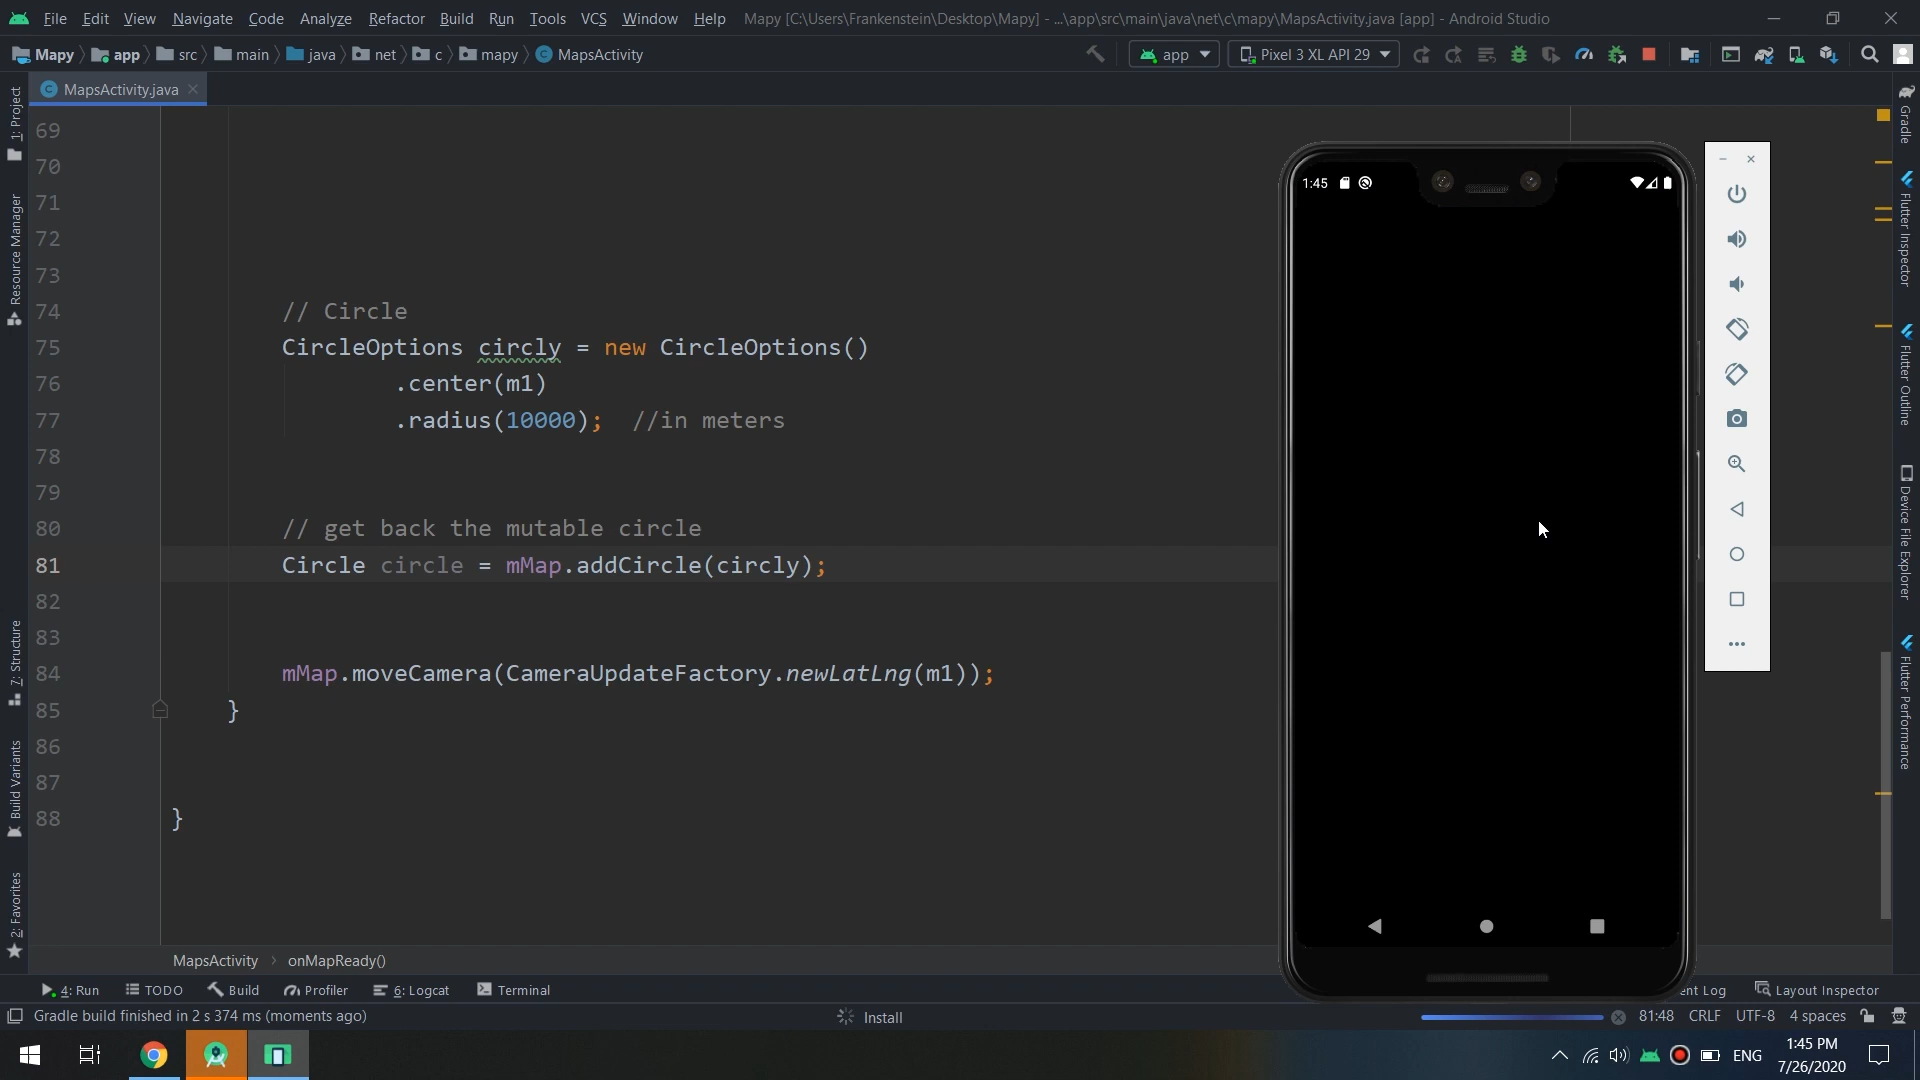 File Edit View Navigate Code Analyze Refactor Build Run Tools VCS Window Help Mapy [C:\Users\Frankenstein\Desktop\Mapy] - ...\app\src\main\java\net\c\mapy\MapsActivity.java [app] - Android Studio
Mapy app src main java net c mapy MapsActivity app Pixel 3 XL API 29
MapsActivity.java
1: Project
Resource Manager
7: Structure
Build Variants
2: Favorites
69
70
71
72
73
74 // Circle
75 CircleOptions circly = new CircleOptions()
76 .center(m1)
77 .radius(10000); //in meters
78
79
80 // get back the mutable circle
81 Circle circle = mMap.addCircle(circly);
82
83
84 mMap.moveCamera(CameraUpdateFactory.newLatLng(m1));
85 }
86
87
88 }
1:45
Gradle
Flutter Inspector
Flutter Outline
Device File Explorer
Flutter Performance
MapsActivity > onMapReady()
4: Run TODO Build Profiler 6: Logcat Terminal ent Log Layout Inspector
Gradle build finished in 2 s 374 ms (moments ago) Install 81:48 CRLF UTF-8 4 spaces
ENG 1:45 PM
7/26/2020